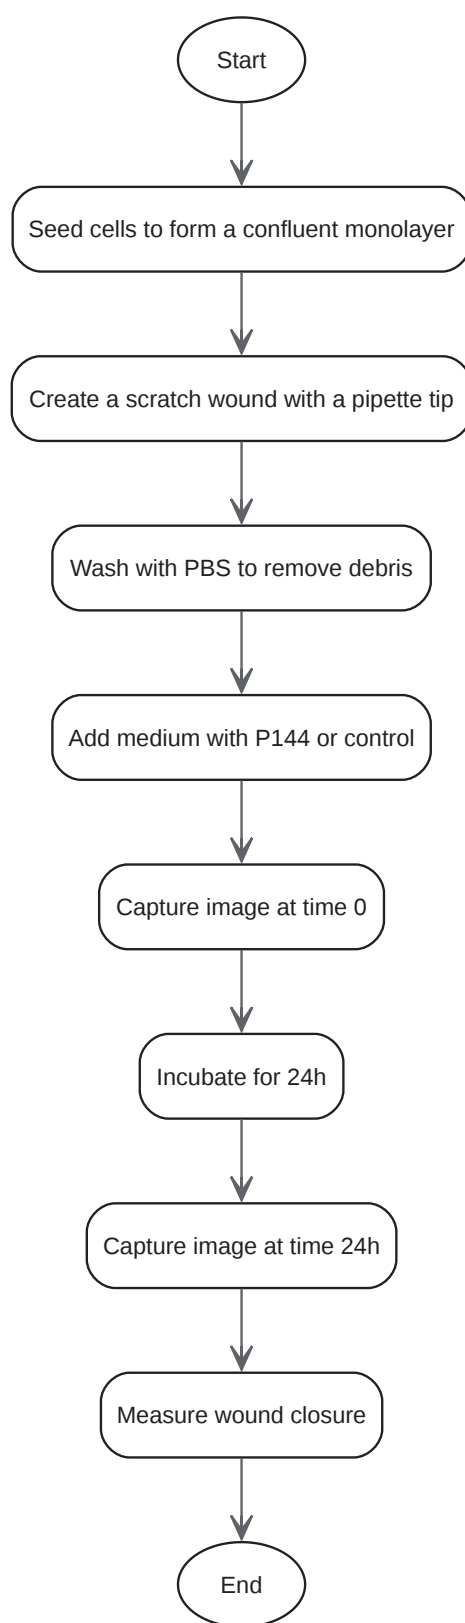 Start
Seed cells to form a confluent monolayer
Create a scratch wound with a pipette tip
Wash with PBS to remove debris
Add medium with P144 or control
Capture image at time 0
Incubate for 24h
Capture image at time 24h
Measure wound closure
End